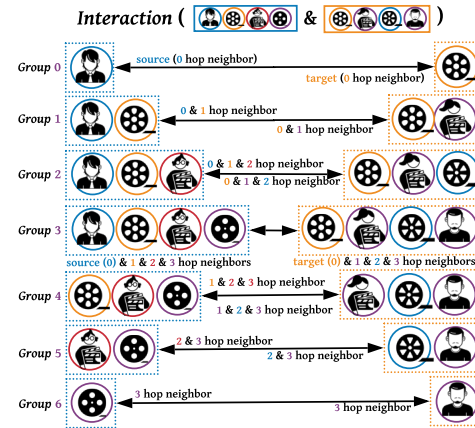 Interaction ( & )
Group 0
source (0 hop neighbor)
target (0 hop neighbor)
Group 1
0 & 1 hop neighbor
0 & 1 hop neighbor
Group 2
0 & 1 & 2 hop neighbor
0 & 1 & 2 hop neighbor
Group 3
source (0) & 1 & 2 & 3 hop neighbors
target (0) & 1 & 2 & 3 hop neighbors
Group 4
1 & 2 & 3 hop neighbor
1 & 2 & 3 hop neighbor
Group 5
2 & 3 hop neighbor
2 & 3 hop neighbor
Group 6
3 hop neighbor
3 hop neighbor